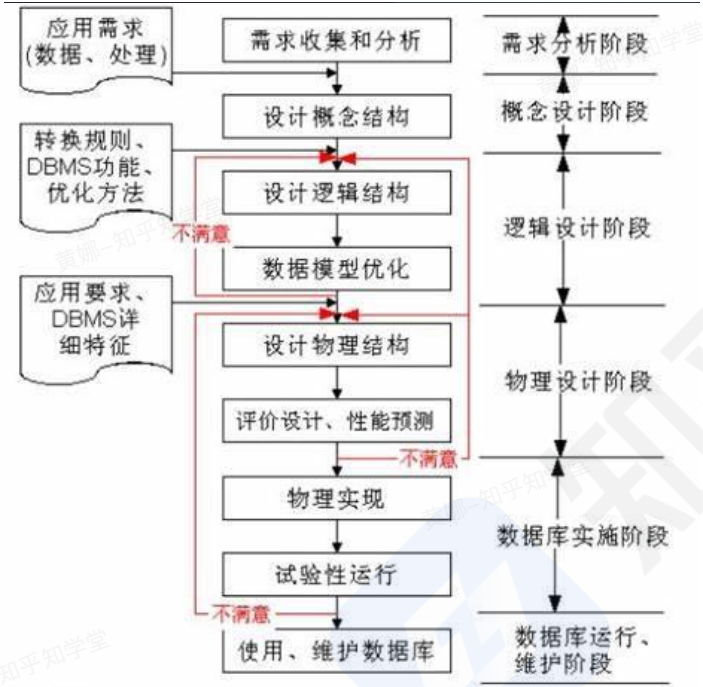 应用需求
(数据、处理)
需求收集和分析
需求分析阶段
设计概念结构
概念设计阶段
转换规则、
DBMS功能、
优化方法
设计逻辑结构
不满意
逻辑设计阶段
数据模型优化
应用要求、
DBMS详
细特征
设计物理结构
物理设计阶段
评价设计、性能预测
不满意
物理实现
数据库实施阶段
试验性运行
不满意
使用、维护数据库
数据库运行、
维护阶段
黄娜-知乎知学堂
知乎知学堂